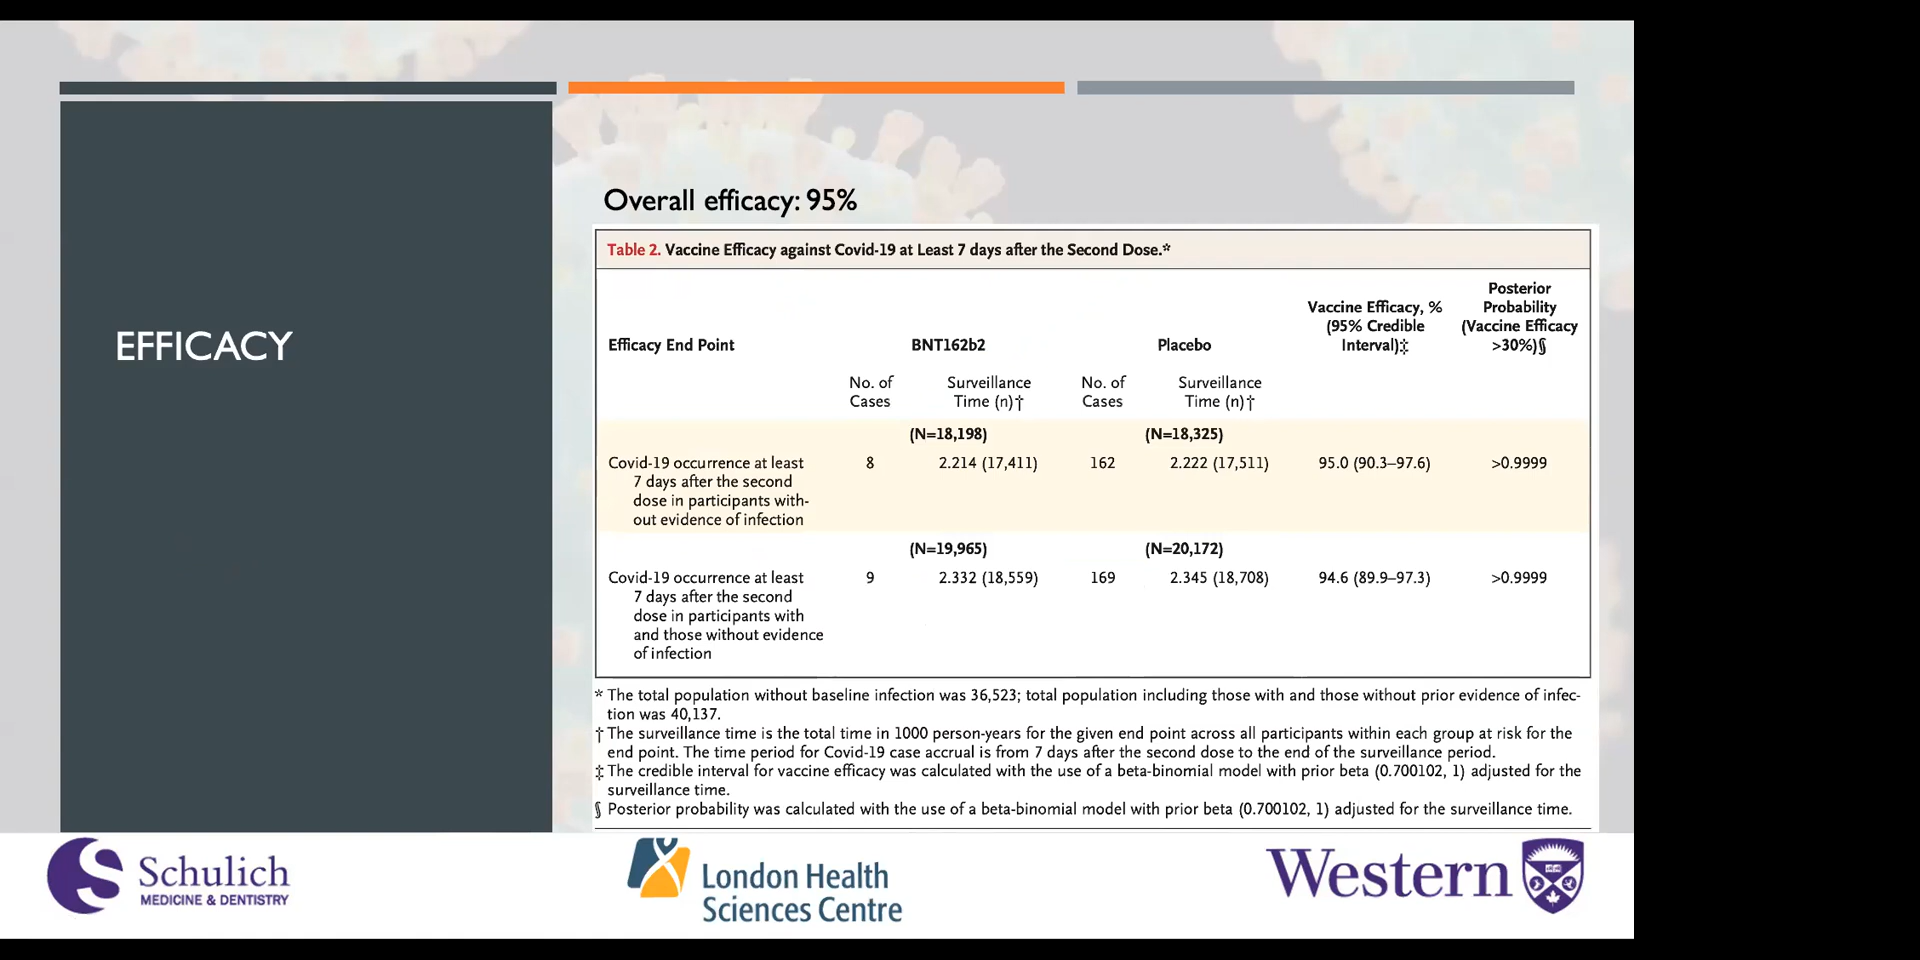 EFFICACY
Overall efficacy: 95%
Table 2. Vaccine Efficacy against Covid-19 at Least 7 days after the Second Dose.*
Efficacy End Point
BNT162b2
Placebo
Vaccine Efficacy, %
(95% Credible
Interval)‡
Posterior
Probability
(Vaccine Efficacy
>30%)§
No. of
Cases
Surveillance
Time (n)†
No. of
Cases
Surveillance
Time (n)†
(N=18,198) (N=18,325)
Covid-19 occurrence at least 8 2.214 (17,411) 162 2.222 (17,511) 95.0 (90.3–97.6) >0.9999
7 days after the second
dose in participants with-
out evidence of infection
(N=19,965) (N=20,172)
Covid-19 occurrence at least 9 2.332 (18,559) 169 2.345 (18,708) 94.6 (89.9–97.3) >0.9999
7 days after the second
dose in participants with
and those without evidence
of infection
* The total population without baseline infection was 36,523; total population including those with and those without prior evidence of infec-
tion was 40,137.
† The surveillance time is the total time in 1000 person-years for the given end point across all participants within each group at risk for the
end point. The time period for Covid-19 case accrual is from 7 days after the second dose to the end of the surveillance period.
‡ The credible interval for vaccine efficacy was calculated with the use of a beta-binomial model with prior beta (0.700102, 1) adjusted for the
surveillance time.
§ Posterior probability was calculated with the use of a beta-binomial model with prior beta (0.700102, 1) adjusted for the surveillance time.
Schulich
MEDICINE & DENTISTRY
London Health
Sciences Centre
Western